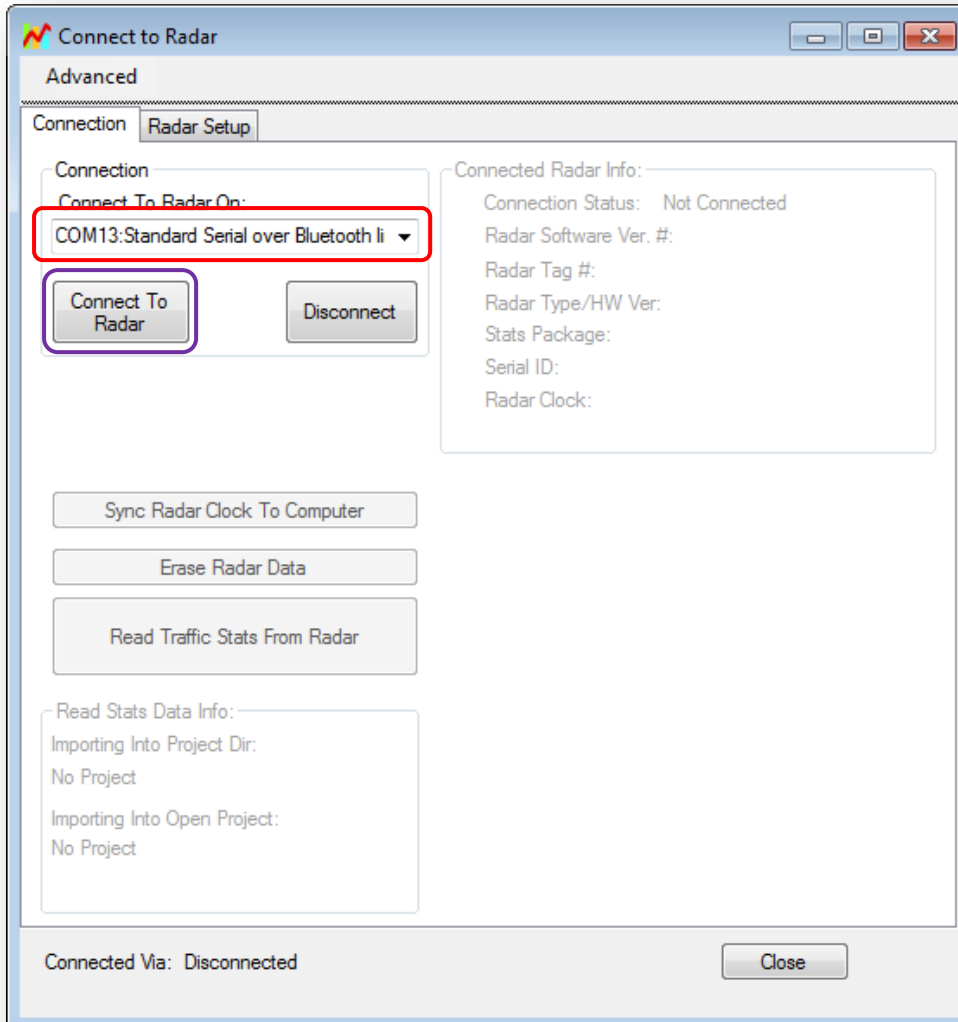 Connect to Radar
Advanced
Connection
Radar Setup
Connection
Connect To Radar On:
COM13:Standard Serial over Bluetooth li
Connect To
Radar
Disconnect
Connected Radar Info:
Connection Status: Not Connected
Radar Software Ver. #:
Radar Tag #:
Radar Type/HW Ver:
Stats Package:
Serial ID:
Radar Clock:
Sync Radar Clock To Computer
Erase Radar Data
Read Traffic Stats From Radar
Read Stats Data Info:
Importing Into Project Dir:
No Project
Importing Into Open Project:
No Project
Connected Via: Disconnected
Close